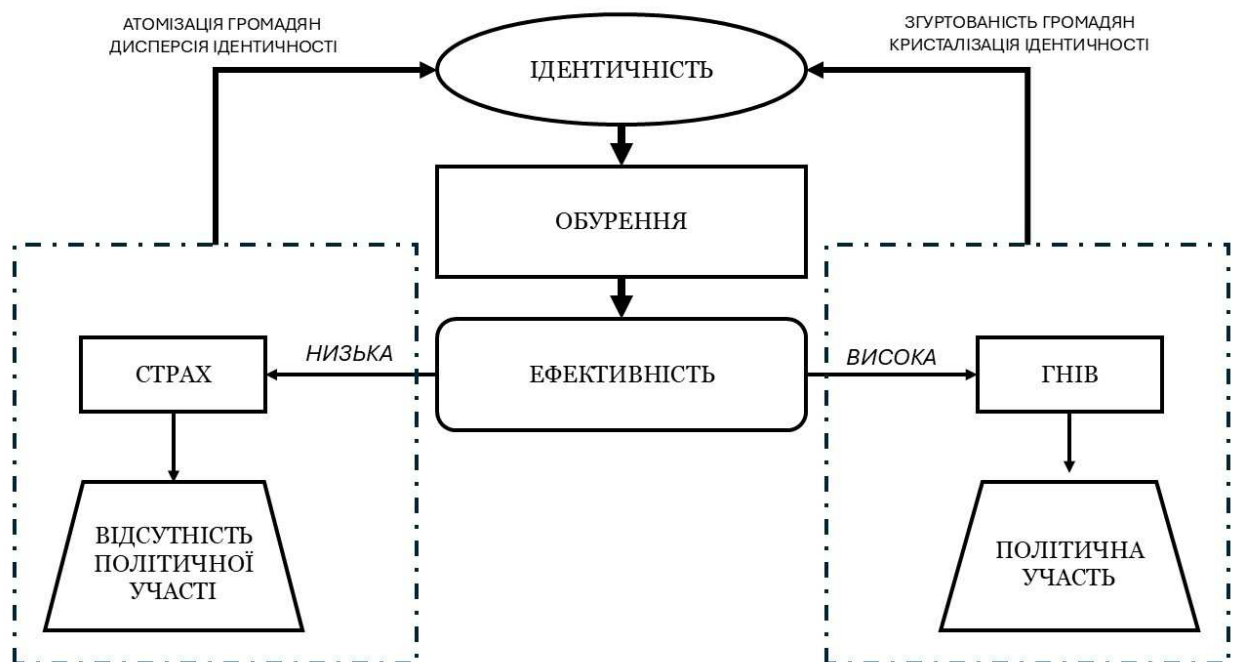 АТОМІЗАЦІЯ ГРОМАДЯН
ДИСПЕРСІЯ ІДЕНТИЧНОСТІ
ЗГУРТОВАНІСТЬ ГРОМАДЯН
КРИСТАЛІЗАЦІЯ ІДЕНТИЧНОСТІ
ІДЕНТИЧНІСТЬ
ОБУРЕННЯ
НИЗЬКА
ВИСОКА
СТРАХ
ЕФЕКТИВНІСТЬ
ГНІВ
ВІДСУТНІСТЬ
ПОЛІТИЧНОЇ
УЧАСТІ
ПОЛІТИЧНА
УЧАСТЬ